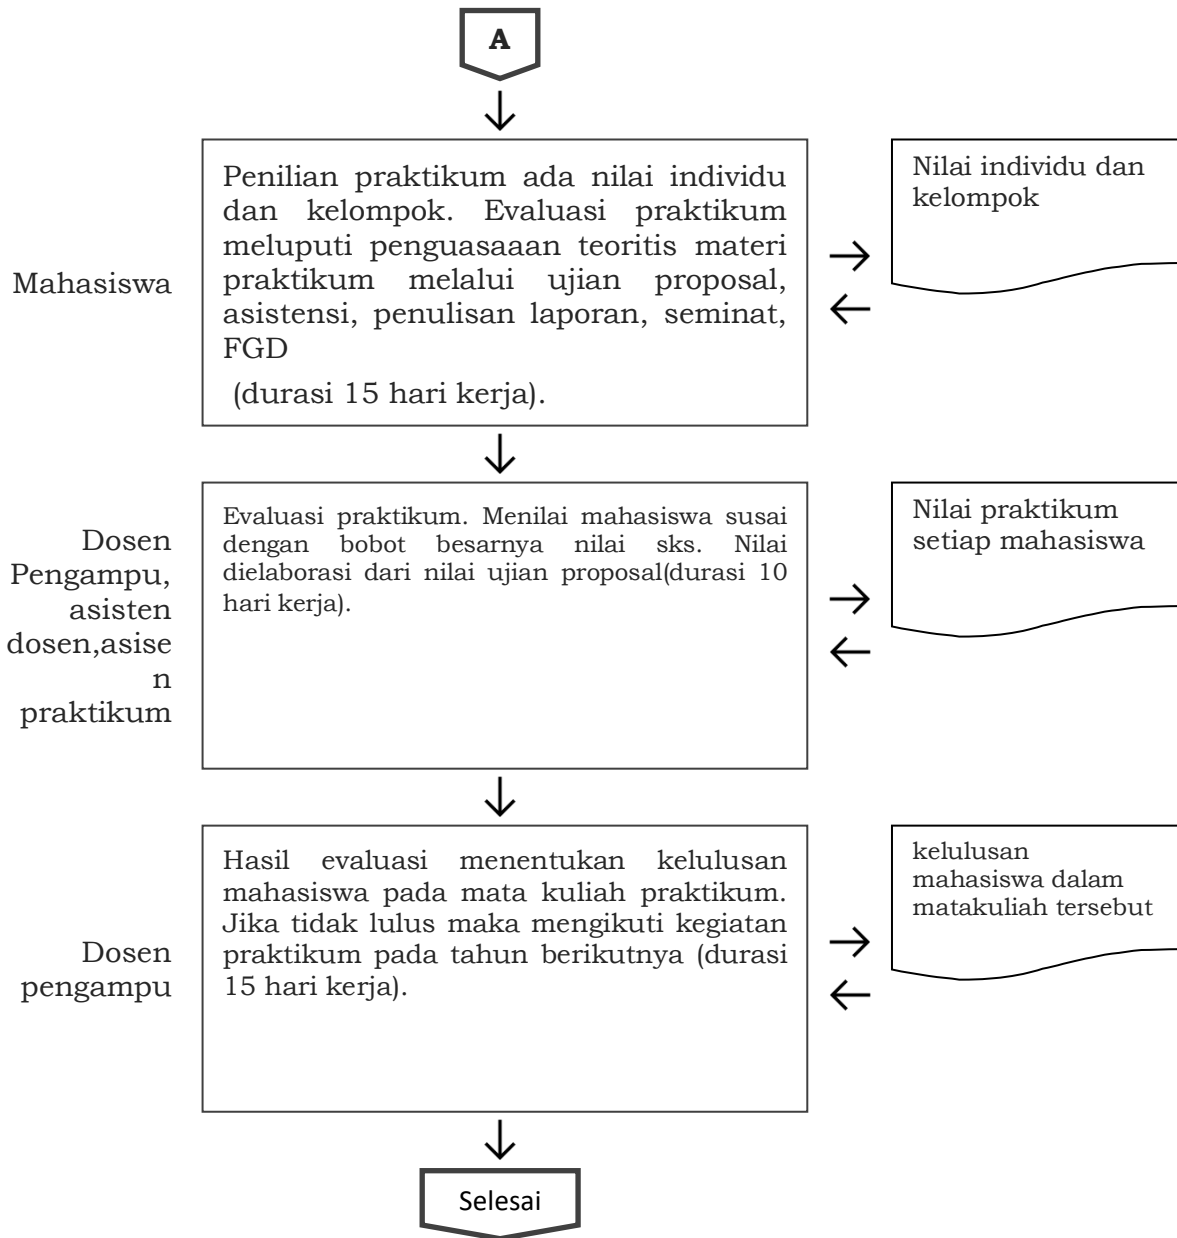 A
Mahasiswa
Penilian praktikum ada nilai individu
dan kelompok. Evaluasi praktikum
meluputi penguasaaan teoritis materi
praktikum melalui ujian proposal,
asistensi, penulisan laporan, seminat,
FGD
(durasi 15 hari kerja).
Nilai individu dan
kelompok
Dosen
Pengampu,
asisten
dosen,asise
n
praktikum
Evaluasi praktikum. Menilai mahasiswa susai
dengan bobot besarnya nilai sks. Nilai
dielaborasi dari nilai ujian proposal(durasi 10
hari kerja).
Nilai praktikum
setiap mahasiswa
Dosen
pengampu
Hasil evaluasi menentukan kelulusan
mahasiswa pada mata kuliah praktikum.
Jika tidak lulus maka mengikuti kegiatan
praktikum pada tahun berikutnya (durasi
15 hari kerja).
kelulusan
mahasiswa dalam
matakuliah tersebut
Selesai